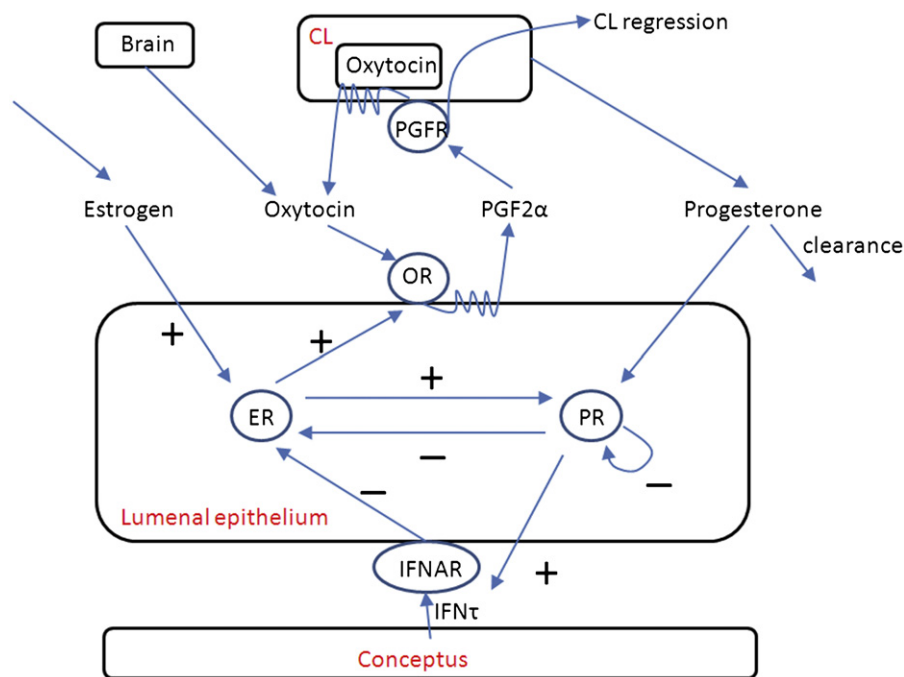 CL regression
CL
Brain
Oxytocin
PGFR
Estrogen
Oxytocin
PGF2α
Progesterone
clearance
OR
+
+
+
ER
PR
−
−
−
Lumenal epithelium
IFNAR
+
IFNτ
Conceptus